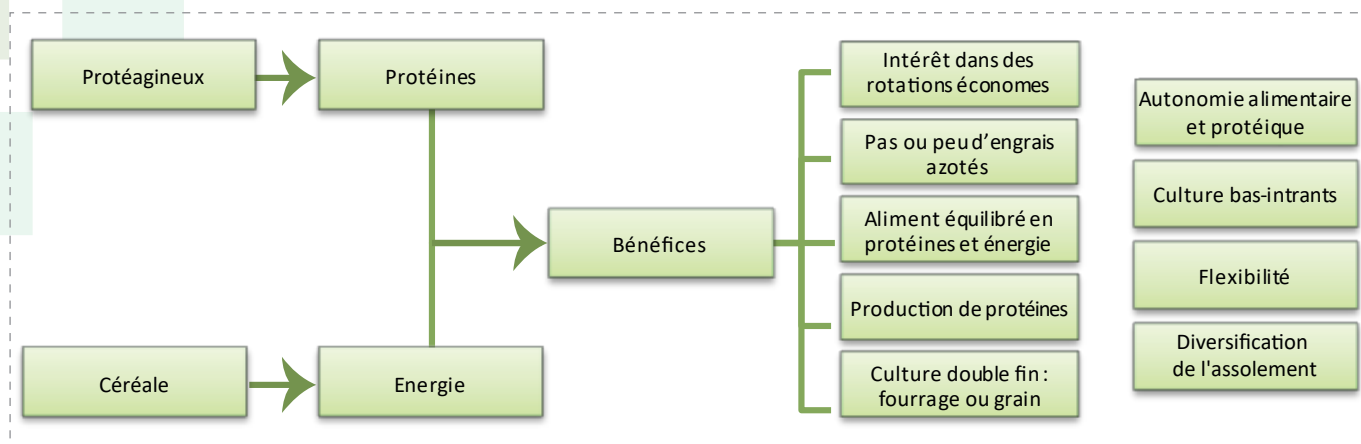 Protéagineux
Protéines
Céréale
Energie
Bénéfices
Intérêt dans des
rotations économes
Pas ou peu d'engrais
azotés
Aliment équilibré en
protéines et énergie
Production de protéines
Culture double fin :
fourrage ou grain
Autonomie alimentaire
et protéique
Culture bas-intrants
Flexibilité
Diversification
de l'assolement